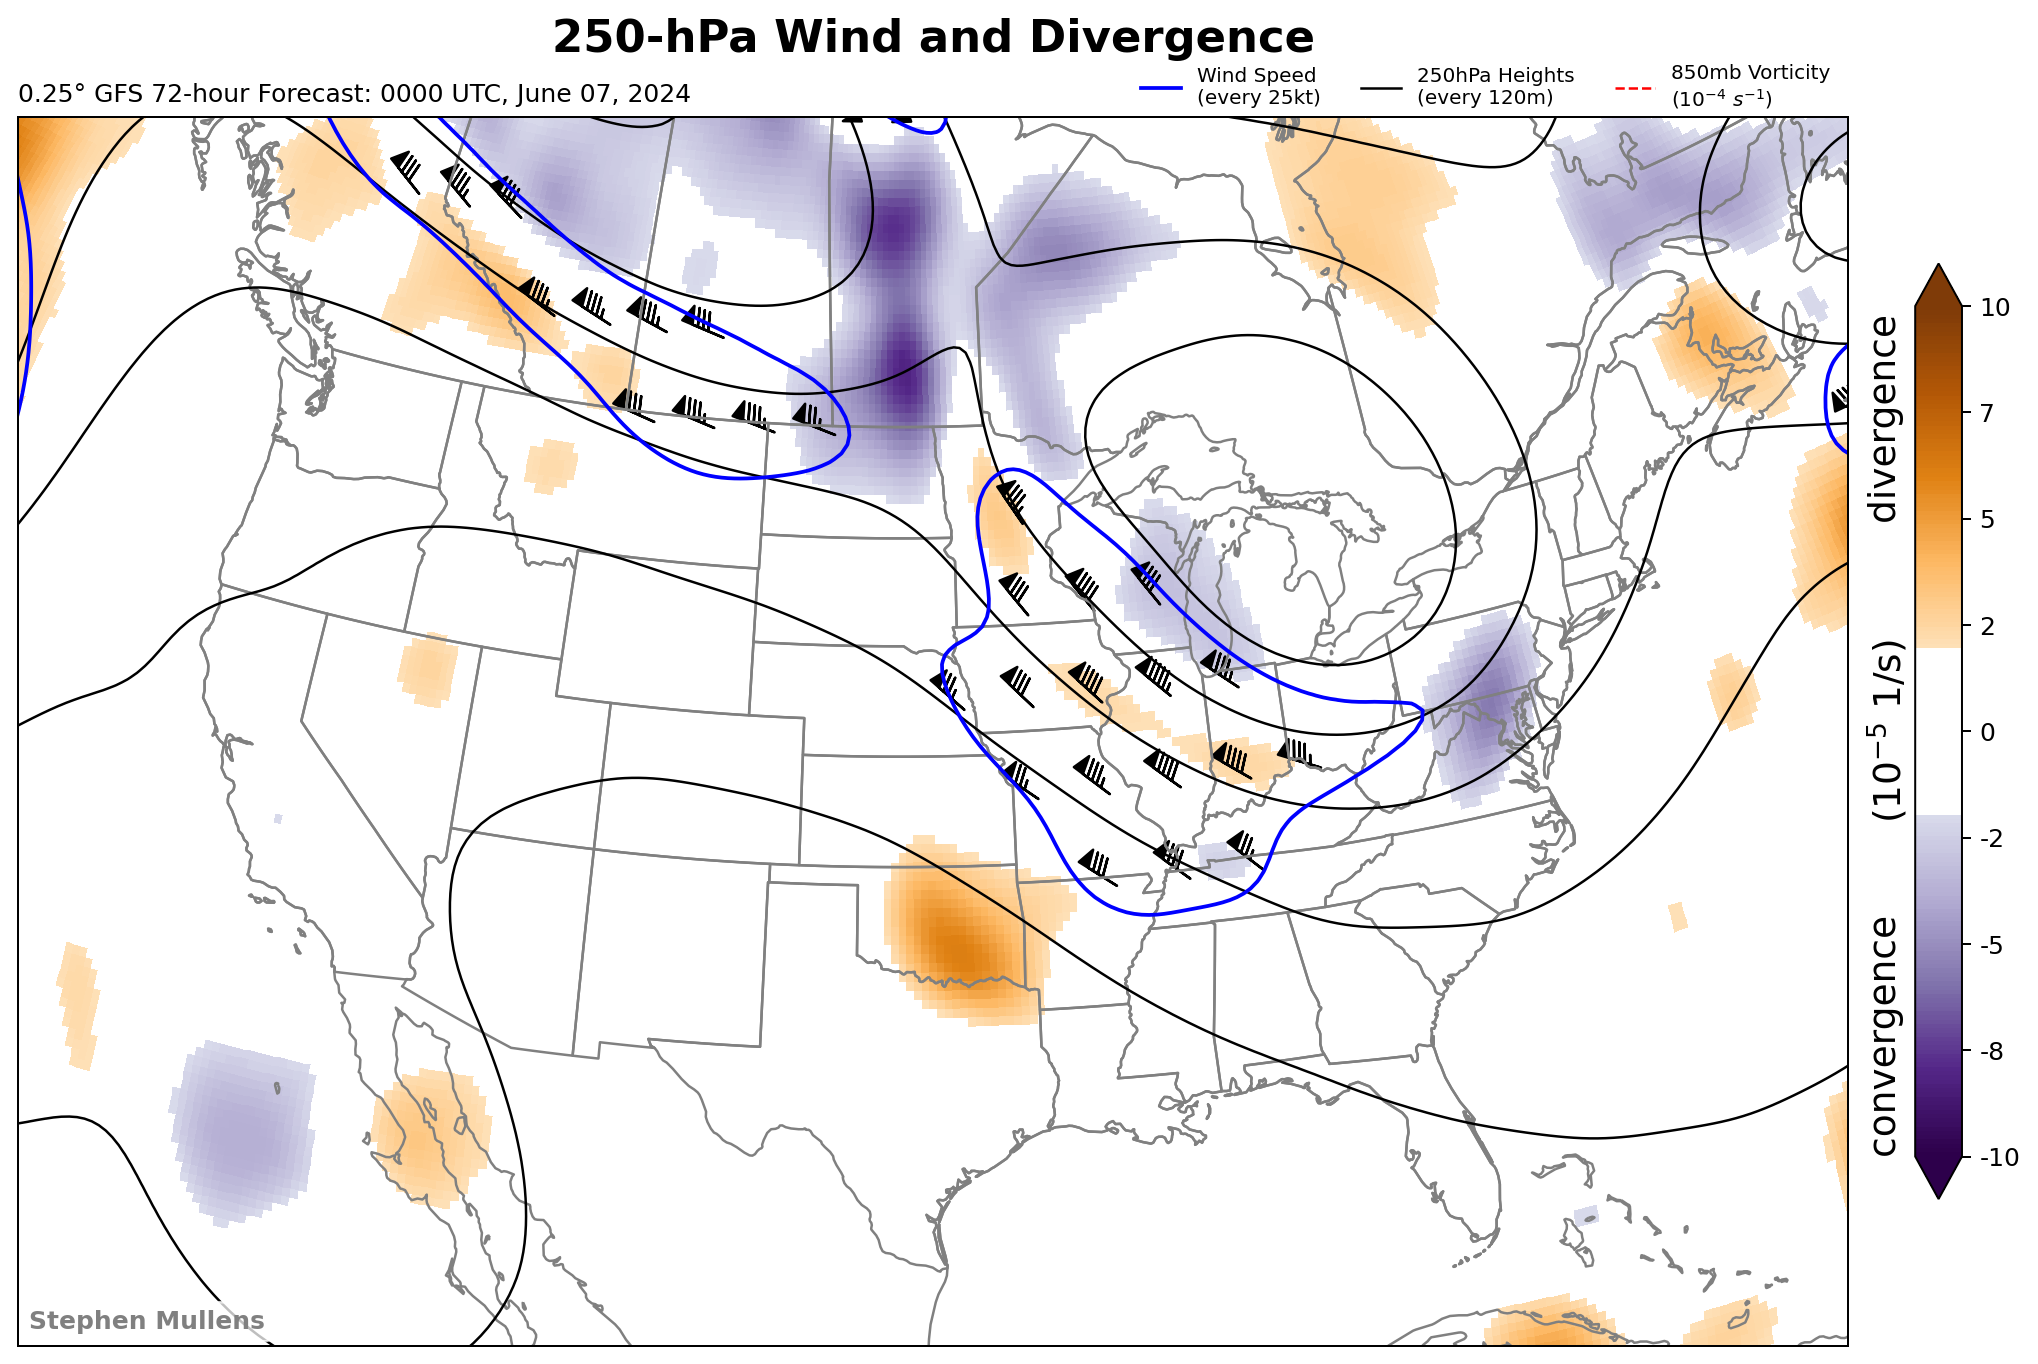 250-hPa Wind and Divergence
0.25° GFS 72-hour Forecast: 0000 UTC, June 07, 2024
Wind Speed
(every 25kt)
250hPa Heights
(every 120m)
850mb Vorticity
(10⁻⁴ s⁻¹)
10
7
5
2
0
-2
-5
-8
-10
convergence (10⁻⁵ 1/s) divergence
Stephen Mullens